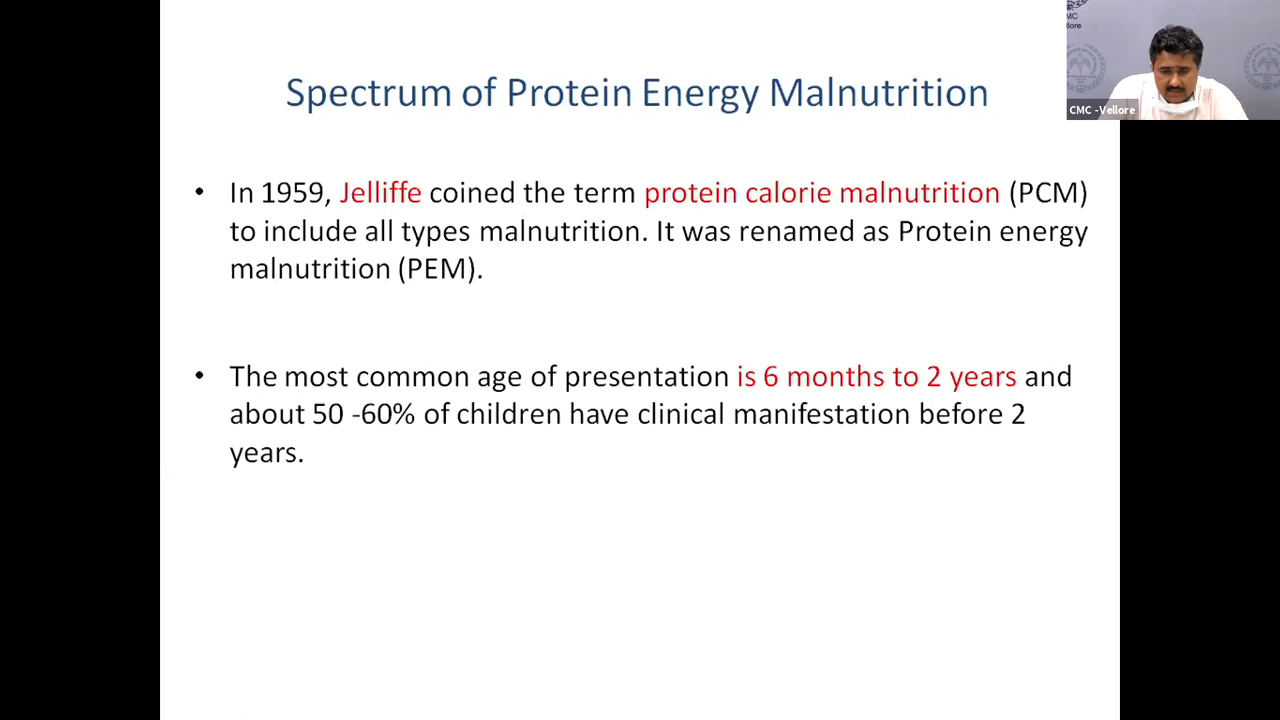 MC
llore
CMC -Vellore
Spectrum of Protein Energy Malnutrition
• In 1959, Jelliffe coined the term protein calorie malnutrition (PCM)
to include all types malnutrition. It was renamed as Protein energy
malnutrition (PEM).
• The most common age of presentation is 6 months to 2 years and
about 50 -60% of children have clinical manifestation before 2
years.